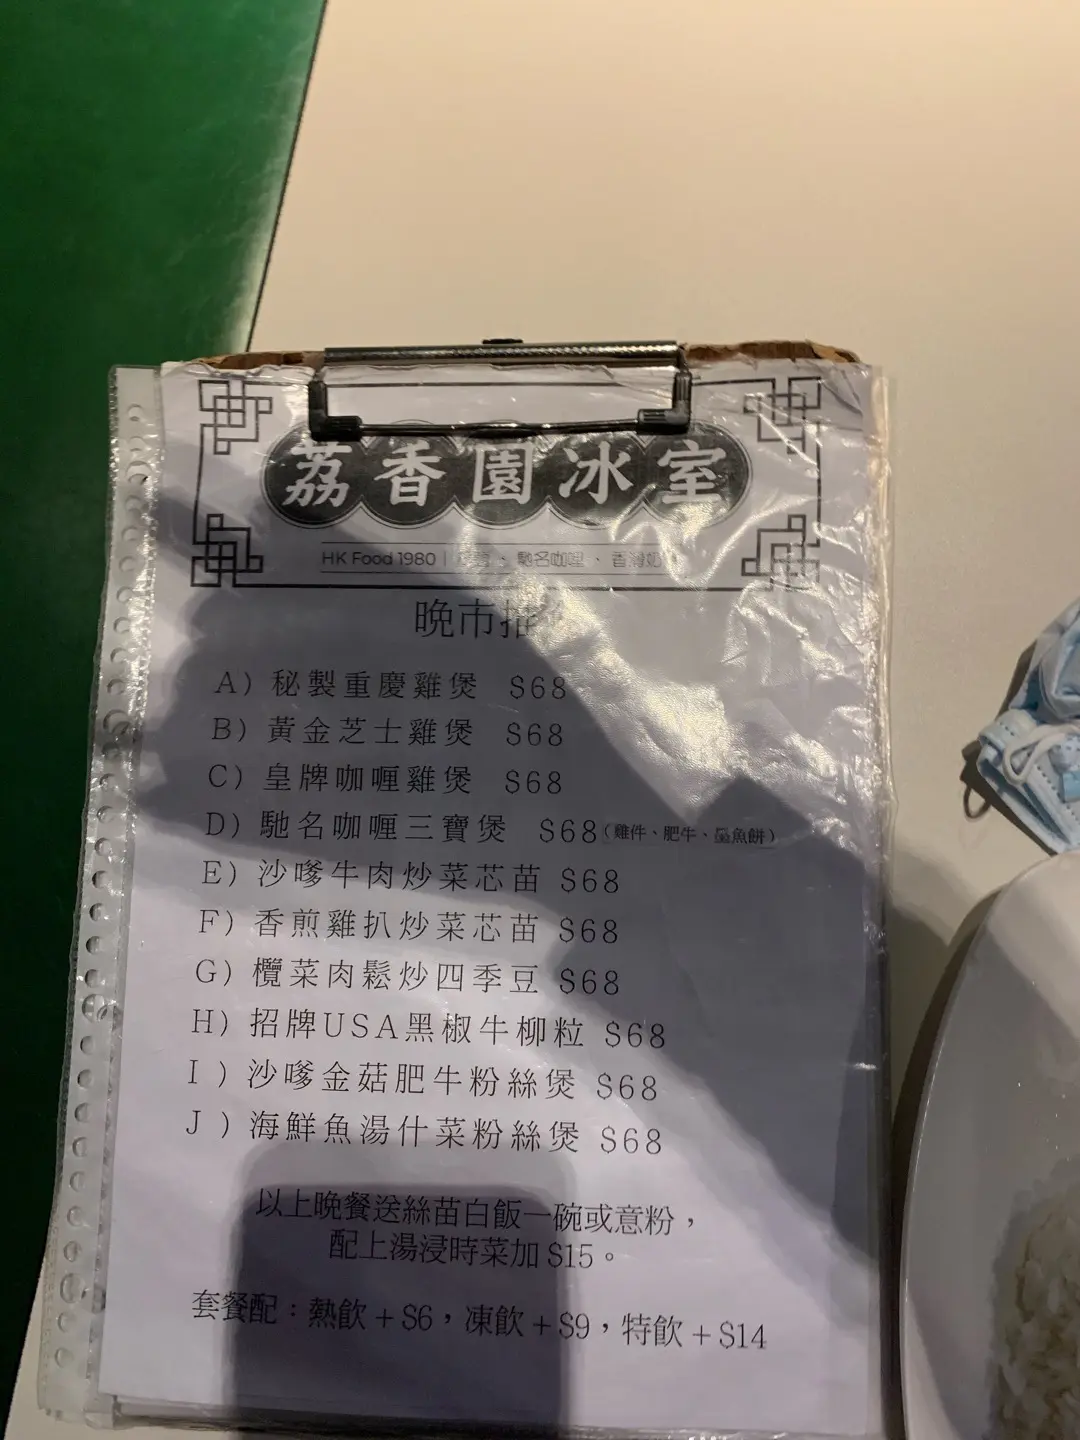 荔香園冰室
HK Food 1980 | 馳名咖喱、香滑奶
晚市推
A) 秘製重慶雞煲 $68
B) 黃金芝士雞煲 $68
C) 皇牌咖喱雞煲 $68
D) 馳名咖喱三寶煲 $68(雞件、肥牛、墨魚餅)
E) 沙嗲牛肉炒菜芯苗 $68
F) 香煎雞扒炒菜芯苗 $68
G) 欖菜肉鬆炒四季豆 $68
H) 招牌USA黑椒牛柳粒 $68
I) 沙嗲金菇肥牛粉絲煲 $68
J) 海鮮魚湯什菜粉絲煲 $68
以上晚餐送絲苗白飯一碗或意粉，
配上湯浸時菜加 $15。
套餐配：熱飲 + $6，凍飲 + $9，特飲 + $14